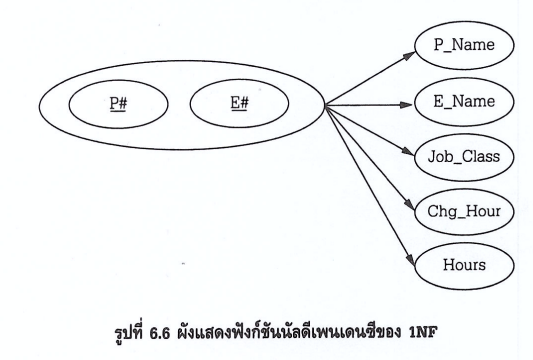 P_Name
P#
E#
E_Name
Job_Class
Chg_Hour
Hours
รูปที่ 6.6 ผังแสดงฟังก์ชันนัลดีเพนเดนซีของ 1NF